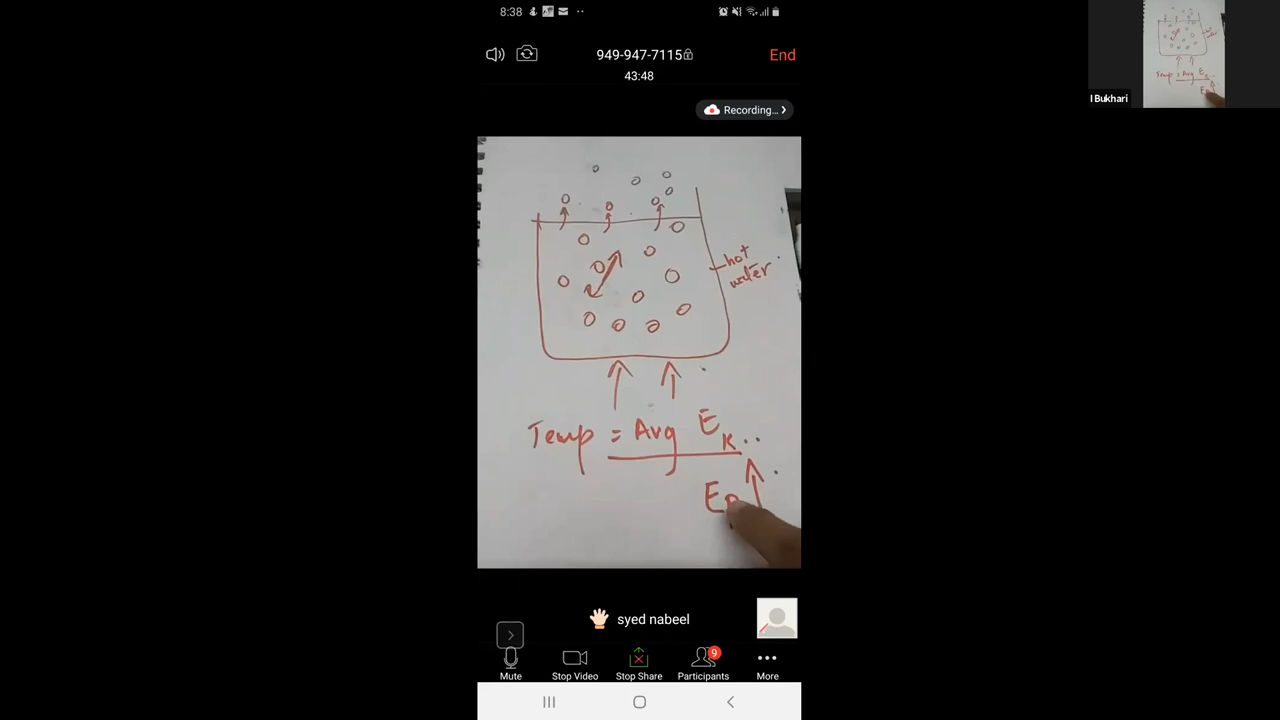 8:38
949-947-7115
End
43:48
Recording...
I Bukhari
hot
water
Temp = Avg EK..
EP
syed nabeel
9
Mute Stop Video Stop Share Participants More